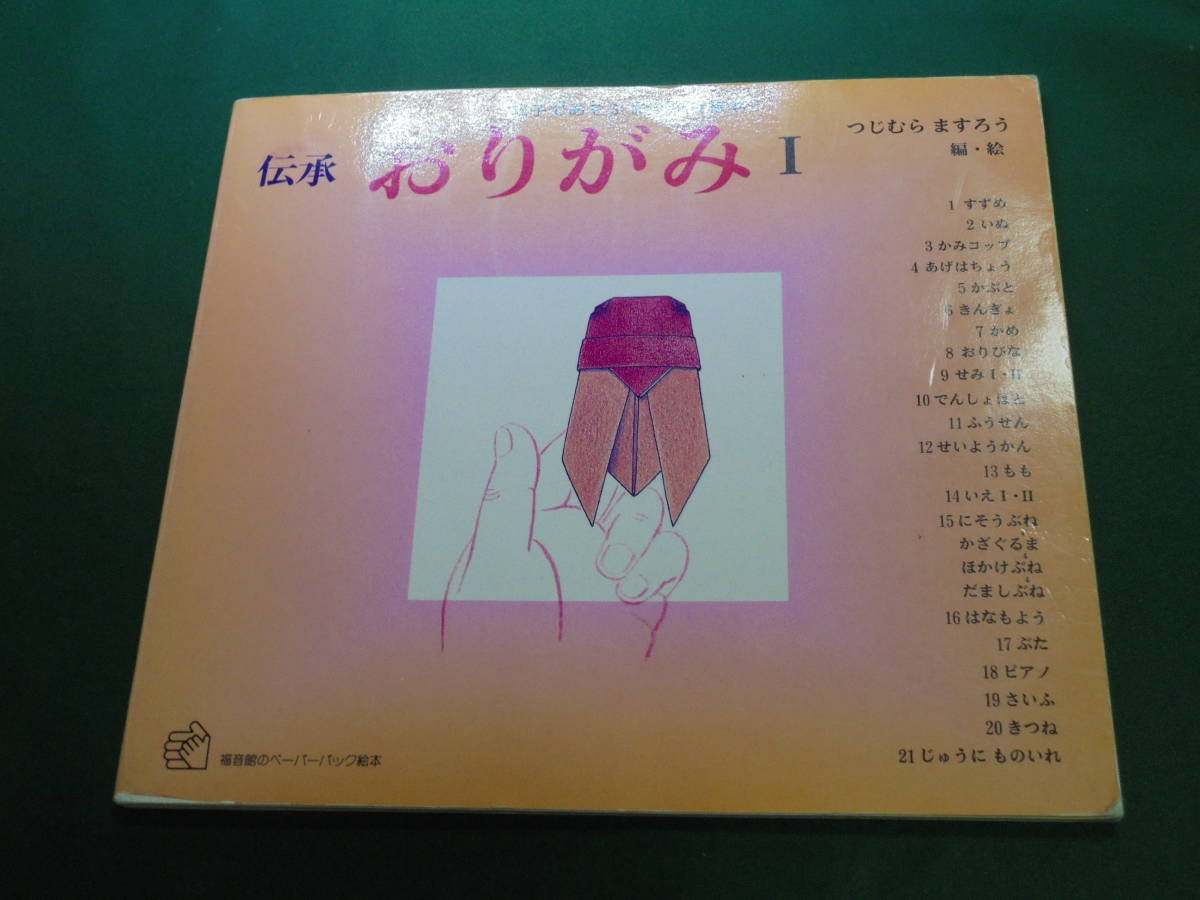 伝承 おりがみ I
つじむら ますろう
編・絵
1 すずめ
2 いぬ
3 かみコップ
4 あげはちょう
5 かぶと
6 きんぎょ
7 かめ
8 おりびな
9 せみ I・II
10 でんしょばと
11 ふうせん
12 せいようかん
13 もも
14 いえ I・II
15 にそうぶね
かざぐるま
ほかけぶね
だましぶね
16 はなもよう
17 ぶた
18 ピアノ
19 さいふ
20 きつね
21 じゅうに ものいれ
福音館のペーパーバック絵本